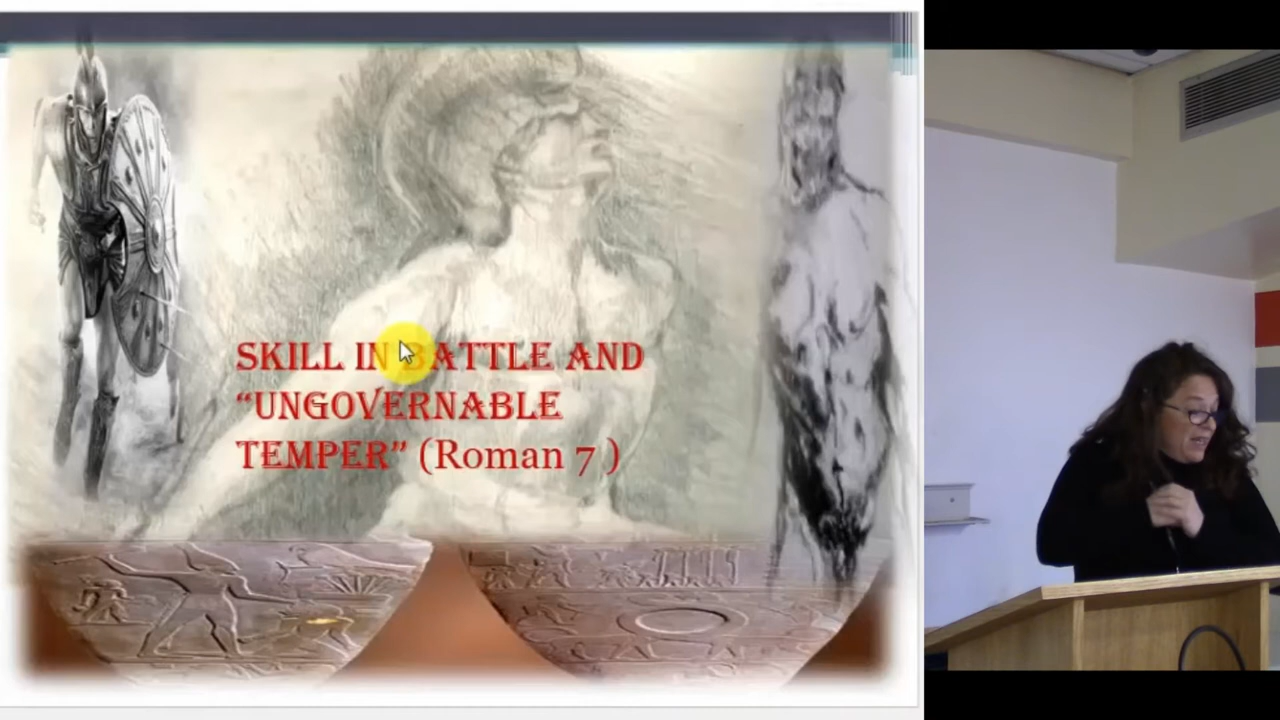 SKILL IN BATTLE AND
“UNGOVERNABLE
TEMPER” (Roman 7 )